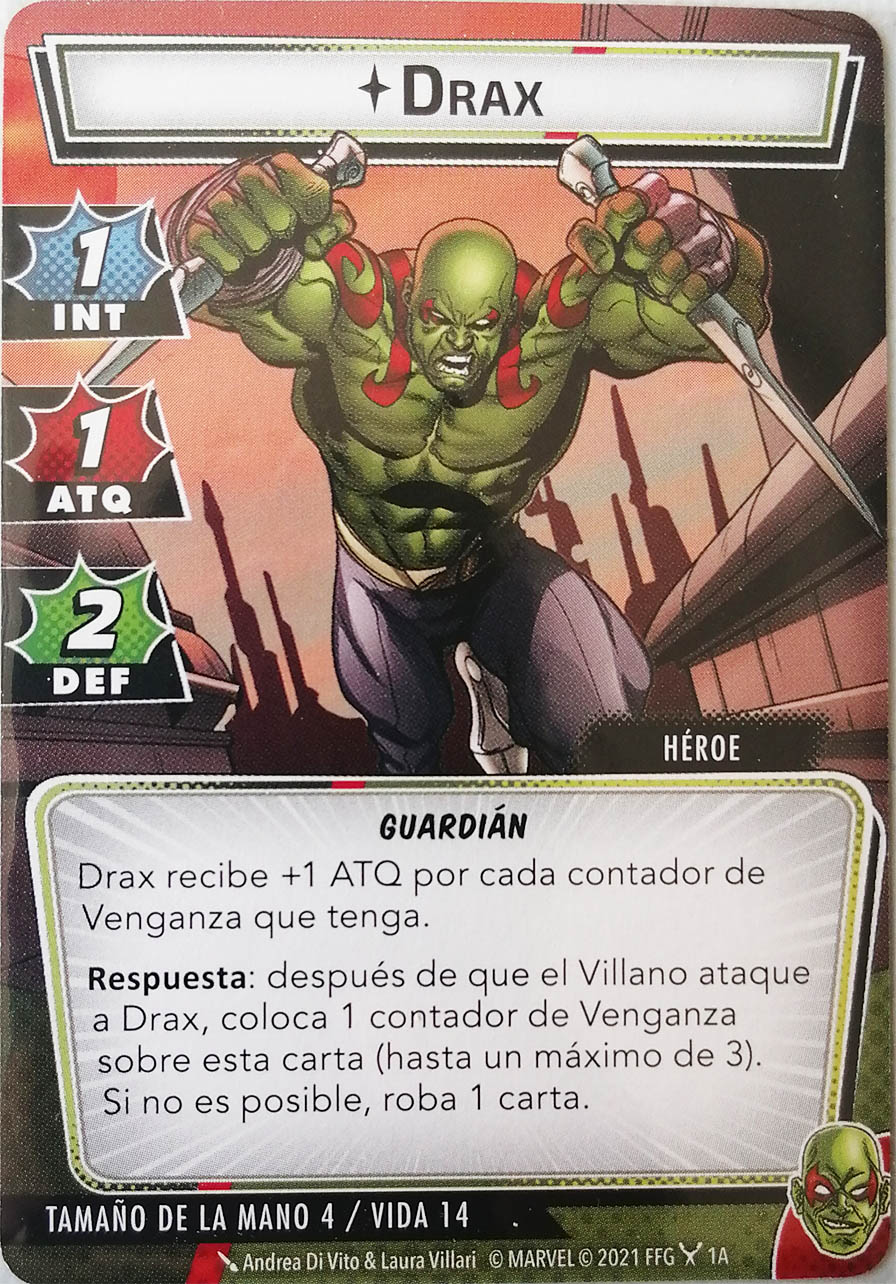 DRAX
1
INT
1
ATQ
2
DEF
HÉROE
GUARDIÁN
Drax recibe +1 ATQ por cada contador de
Venganza que tenga.
Respuesta: después de que el Villano ataque
a Drax, coloca 1 contador de Venganza
sobre esta carta (hasta un máximo de 3).
Si no es posible, roba 1 carta.
TAMAÑO DE LA MANO 4 / VIDA 14
Andrea Di Vito & Laura Villari © MARVEL © 2021 FFG 1A